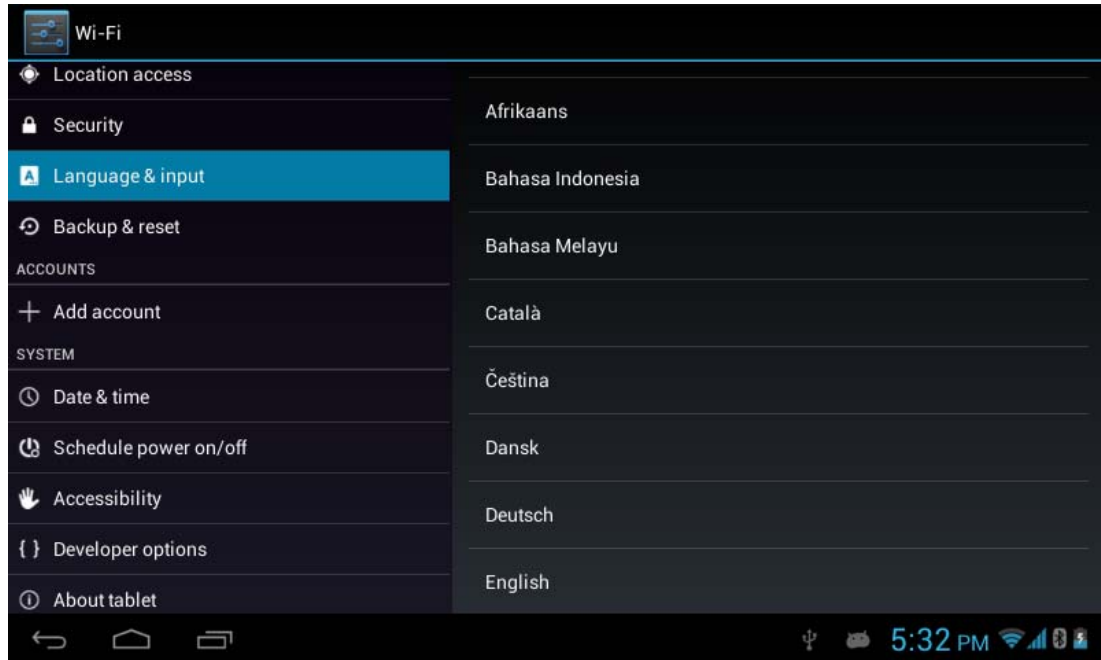 Wi-Fi
Location access
Security
Language & input
Backup & reset
ACCOUNTS
Add account
SYSTEM
Date & time
Schedule power on/off
Accessibility
{ } Developer options
About tablet
Afrikaans
Bahasa Indonesia
Bahasa Melayu
Català
Čeština
Dansk
Deutsch
English
5:32 PM